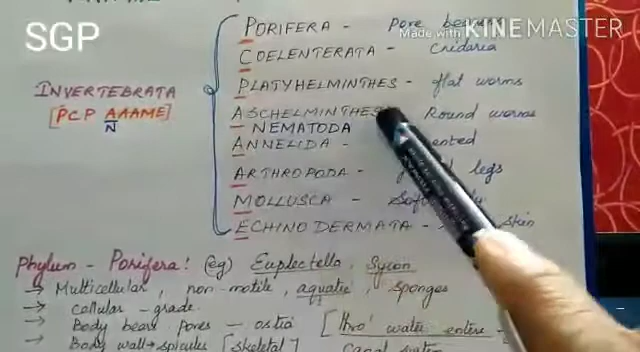 SGP
Made with KINEMASTER
PORIFERA - Pore bearers
COELENTERATA - Cnidaria
PLATYHELMINTHES - flat worms
INVERTEBRATA
[PCP AAAME]
N
ASCHELMINTHES Round worms
NEMATODA
ANNELIDA -
ARTHROPODA - legs
MOLLUSCA -
ECHINODERMATA - skin
Phylum - Porifera: (eg) Euplectella, Sycon
→ Multicellular, non-motile, aquatic, sponges
→ Cellular - grade.
→ Body bears pores - ostia [thro' water enters
→ Body wall → spicules [skeletal] Canal system